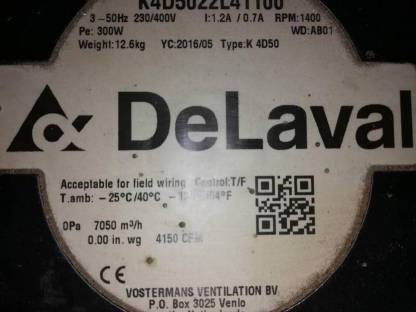 K4D5022L41100
3 ~50Hz 230/400V I:1.2A / 0.7A RPM:1400
Pe: 300W WD:AB01
Weight:12.6kg YC:2016/05 Type:K 4D50
DeLaval
Acceptable for field wiring Control:T/F
T.amb: -25°C/40°C
0Pa 7050 m³/h
0.00 in. wg 4150 CFM
CE
VOSTERMANS VENTILATION BV
P.O. Box 3025 Venlo